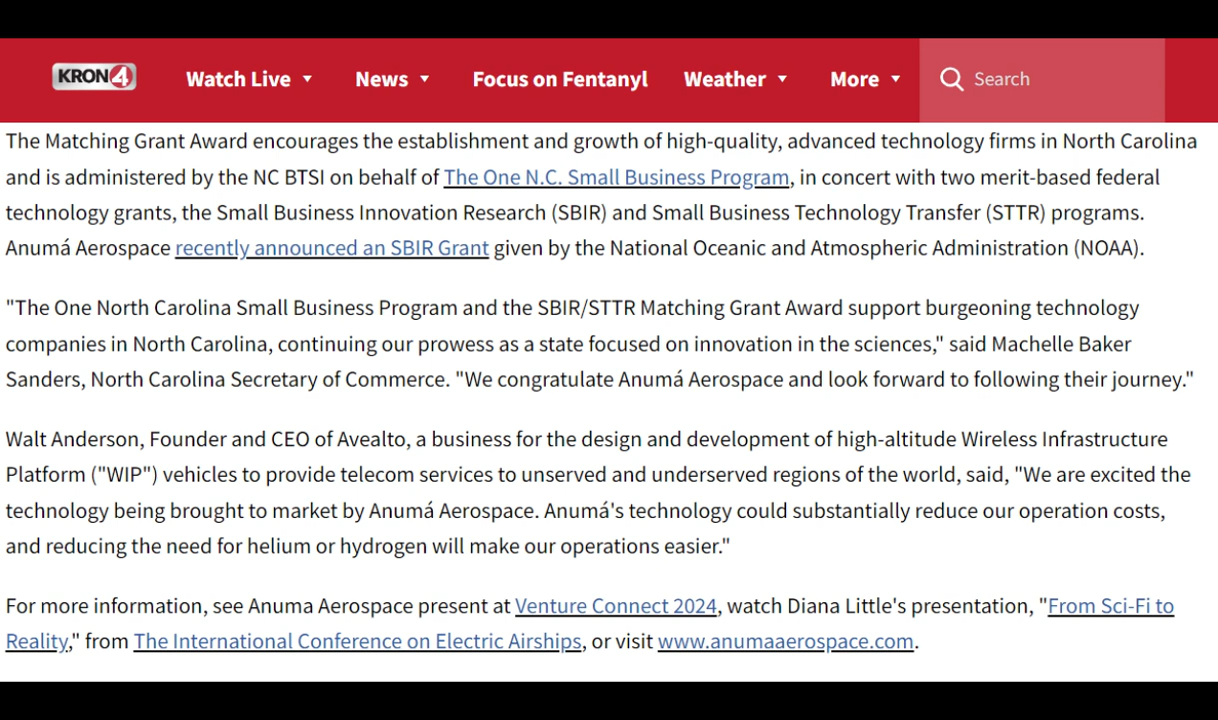 KRON4 Watch Live News Focus on Fentanyl Weather More Search
The Matching Grant Award encourages the establishment and growth of high-quality, advanced technology firms in North Carolina
and is administered by the NC BTSI on behalf of The One N.C. Small Business Program, in concert with two merit-based federal
technology grants, the Small Business Innovation Research (SBIR) and Small Business Technology Transfer (STTR) programs.
Anumá Aerospace recently announced an SBIR Grant given by the National Oceanic and Atmospheric Administration (NOAA).
"The One North Carolina Small Business Program and the SBIR/STTR Matching Grant Award support burgeoning technology
companies in North Carolina, continuing our prowess as a state focused on innovation in the sciences," said Machelle Baker
Sanders, North Carolina Secretary of Commerce. "We congratulate Anumá Aerospace and look forward to following their journey."
Walt Anderson, Founder and CEO of Avealto, a business for the design and development of high-altitude Wireless Infrastructure
Platform ("WIP") vehicles to provide telecom services to unserved and underserved regions of the world, said, "We are excited the
technology being brought to market by Anumá Aerospace. Anumá's technology could substantially reduce our operation costs,
and reducing the need for helium or hydrogen will make our operations easier."
For more information, see Anuma Aerospace present at Venture Connect 2024, watch Diana Little's presentation, "From Sci-Fi to
Reality," from The International Conference on Electric Airships, or visit www.anumaaerospace.com.